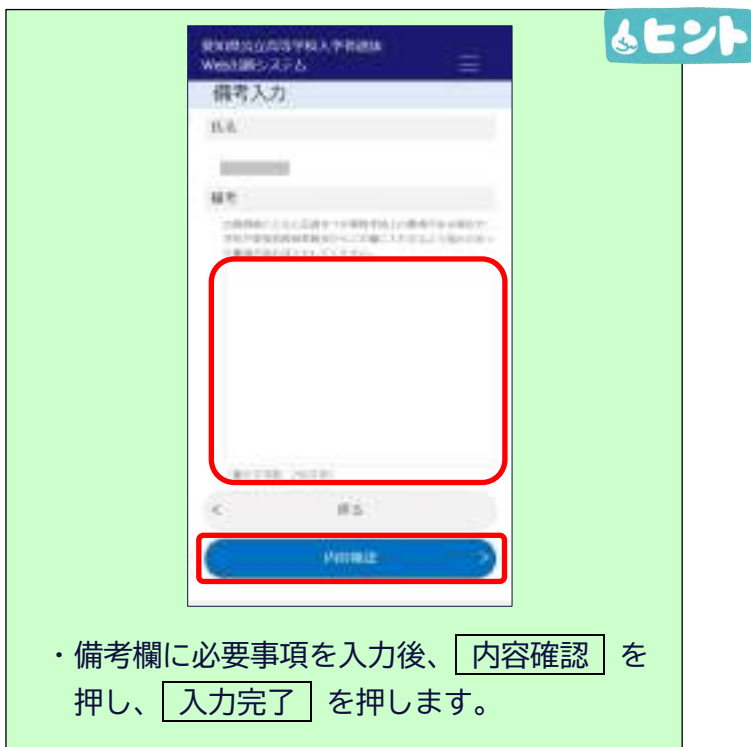 ヒント
愛知県公立高等学校入学者選抜
Web出願システム
備考入力
氏名
備考
戻る
内容確認
・備考欄に必要事項を入力後、 内容確認 を
押し、 入力完了 を押します。